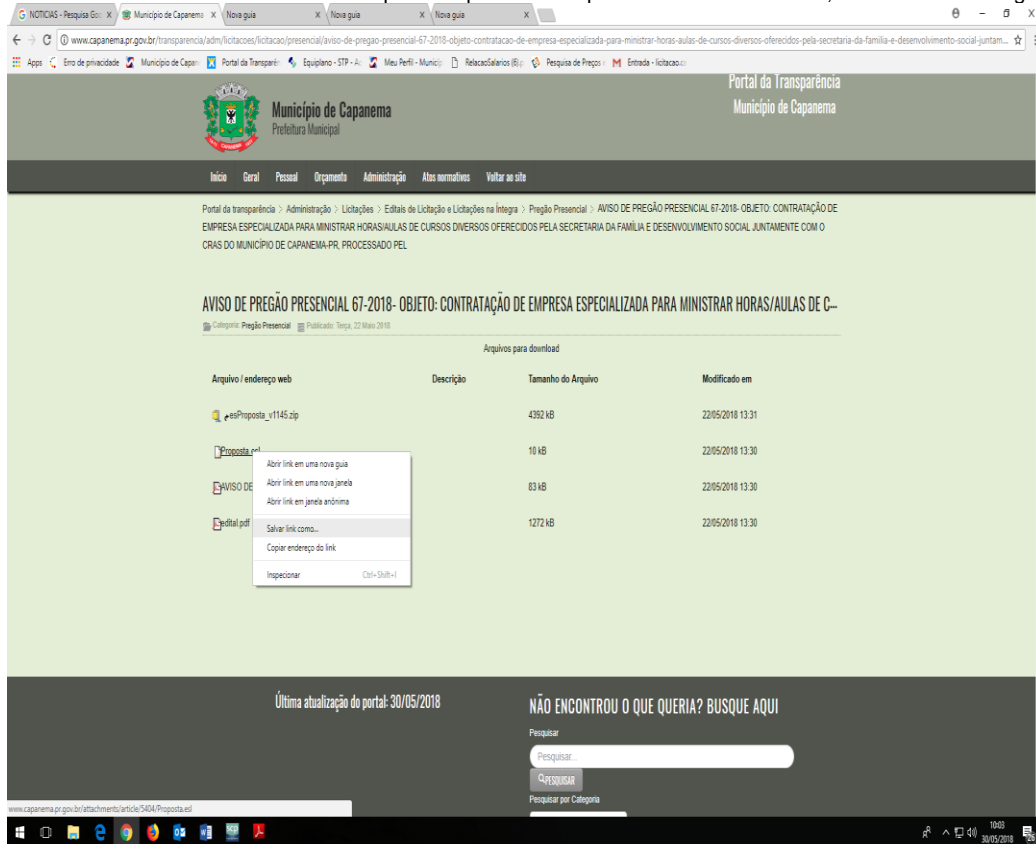 NOTICIAS - Pesquisa Goo X
Município de Capanema X
Nova guia X
Nova guia X
Nova guia X
www.capanema.pr.gov.br/transparencia/adm/licitacoes/licitacao/presencial/aviso-de-pregao-presencial-67-2018-objeto-contratacao-de-empresa-especializada-para-ministrar-horas-aulas-de-cursos-diversos-oferecidos-pela-secretaria-da-familia-e-desenvolvimento-social-juntam...
Apps Erro de privacidade Município de Capan Portal da Transparên Equiplano - STP - Ac Meu Perfil - Municíp RelacaoSalarios (6).p Pesquisa de Preços Entrada - licitacao.c
Portal da Transparência
Município de Capanema
Município de Capanema
Prefeitura Municipal
CAPANEMA
Início Geral Pessoal Orçamento Administração Atos normativos Voltar ao site
Portal da transparência > Administração > Licitações > Editais de Licitação e Licitações na Íntegra > Pregão Presencial > AVISO DE PREGÃO PRESENCIAL 67-2018- OBJETO: CONTRATAÇÃO DE
EMPRESA ESPECIALIZADA PARA MINISTRAR HORAS/AULAS DE CURSOS DIVERSOS OFERECIDOS PELA SECRETARIA DA FAMÍLIA E DESENVOLVIMENTO SOCIAL JUNTAMENTE COM O
CRAS DO MUNICÍPIO DE CAPANEMA-PR, PROCESSADO PEL
AVISO DE PREGÃO PRESENCIAL 67-2018- OBJETO: CONTRATAÇÃO DE EMPRESA ESPECIALIZADA PARA MINISTRAR HORAS/AULAS DE C...
Categoria: Pregão Presencial Publicado: Terça, 22 Maio 2018
Arquivos para download
Arquivo / endereço web Descrição Tamanho do Arquivo Modificado em
esProposta_v1145.zip 4392 kB 22/05/2018 13:31
Proposta.esl 10 kB 22/05/2018 13:30
AVISO DE 83 kB 22/05/2018 13:30
edital.pdf 1272 kB 22/05/2018 13:30
Abrir link em uma nova guia
Abrir link em uma nova janela
Abrir link em janela anônima
Salvar link como...
Copiar endereço do link
Inspecionar Ctrl+Shift+I
Última atualização do portal: 30/05/2018
NÃO ENCONTROU O QUE QUERIA? BUSQUE AQUI
Pesquisar
Pesquisar...
PESQUISAR
Pesquisar por Categoria
www.capanema.pr.gov.br/attachments/article/5404/Proposta.esl
10:03
30/05/2018